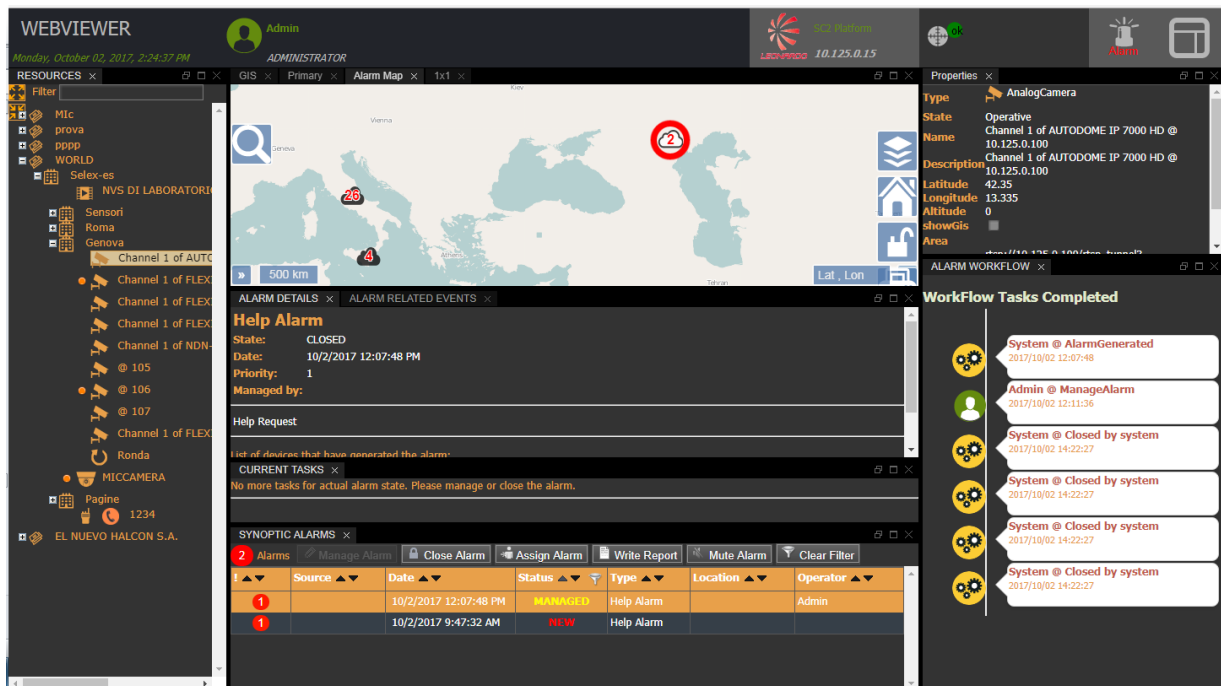 WEBVIEWER
Monday, October 02, 2017, 2:24:37 PM
Admin
ADMINISTRATOR
LEONARDO
SC2 Platform
10.125.0.15
ok
Alarm
RESOURCES ×
Filter
MIc
prova
pppp
WORLD
Selex-es
NVS DI LABORATORI
Sensori
Roma
Genova
Channel 1 of AUTO
Channel 1 of FLEX
Channel 1 of FLEX
Channel 1 of FLEX
Channel 1 of NDN-
@ 105
@ 106
@ 107
Channel 1 of FLEX
Ronda
MICCAMERA
Pagine
1234
EL NUEVO HALCON S.A.
GIS × Primary × Alarm Map × 1x1 ×
Kiev
Vienna
Geneva
2
26
4
Athens
Tehran
» 500 km
Lat , Lon
ALARM DETAILS × ALARM RELATED EVENTS ×
Help Alarm
State: CLOSED
Date: 10/2/2017 12:07:48 PM
Priority: 1
Managed by:
Help Request
List of devices that have generated the alarm:
CURRENT TASKS ×
No more tasks for actual alarm state. Please manage or close the alarm.
SYNOPTIC ALARMS ×
2 Alarms Manage Alarm Close Alarm Assign Alarm Write Report Mute Alarm Clear Filter
! Source Date Status Type Location Operator
1 10/2/2017 12:07:48 PM MANAGED Help Alarm Admin
1 10/2/2017 9:47:32 AM NEW Help Alarm
Properties ×
Type AnalogCamera
State Operative
Name Channel 1 of AUTODOME IP 7000 HD @
10.125.0.100
Description Channel 1 of AUTODOME IP 7000 HD @
10.125.0.100
Latitude 42.35
Longitude 13.335
Altitude 0
showGis
Area
ALARM WORKFLOW ×
WorkFlow Tasks Completed
System @ AlarmGenerated
2017/10/02 12:07:48
Admin @ ManageAlarm
2017/10/02 12:11:36
System @ Closed by system
2017/10/02 14:22:27
System @ Closed by system
2017/10/02 14:22:27
System @ Closed by system
2017/10/02 14:22:27
System @ Closed by system
2017/10/02 14:22:27